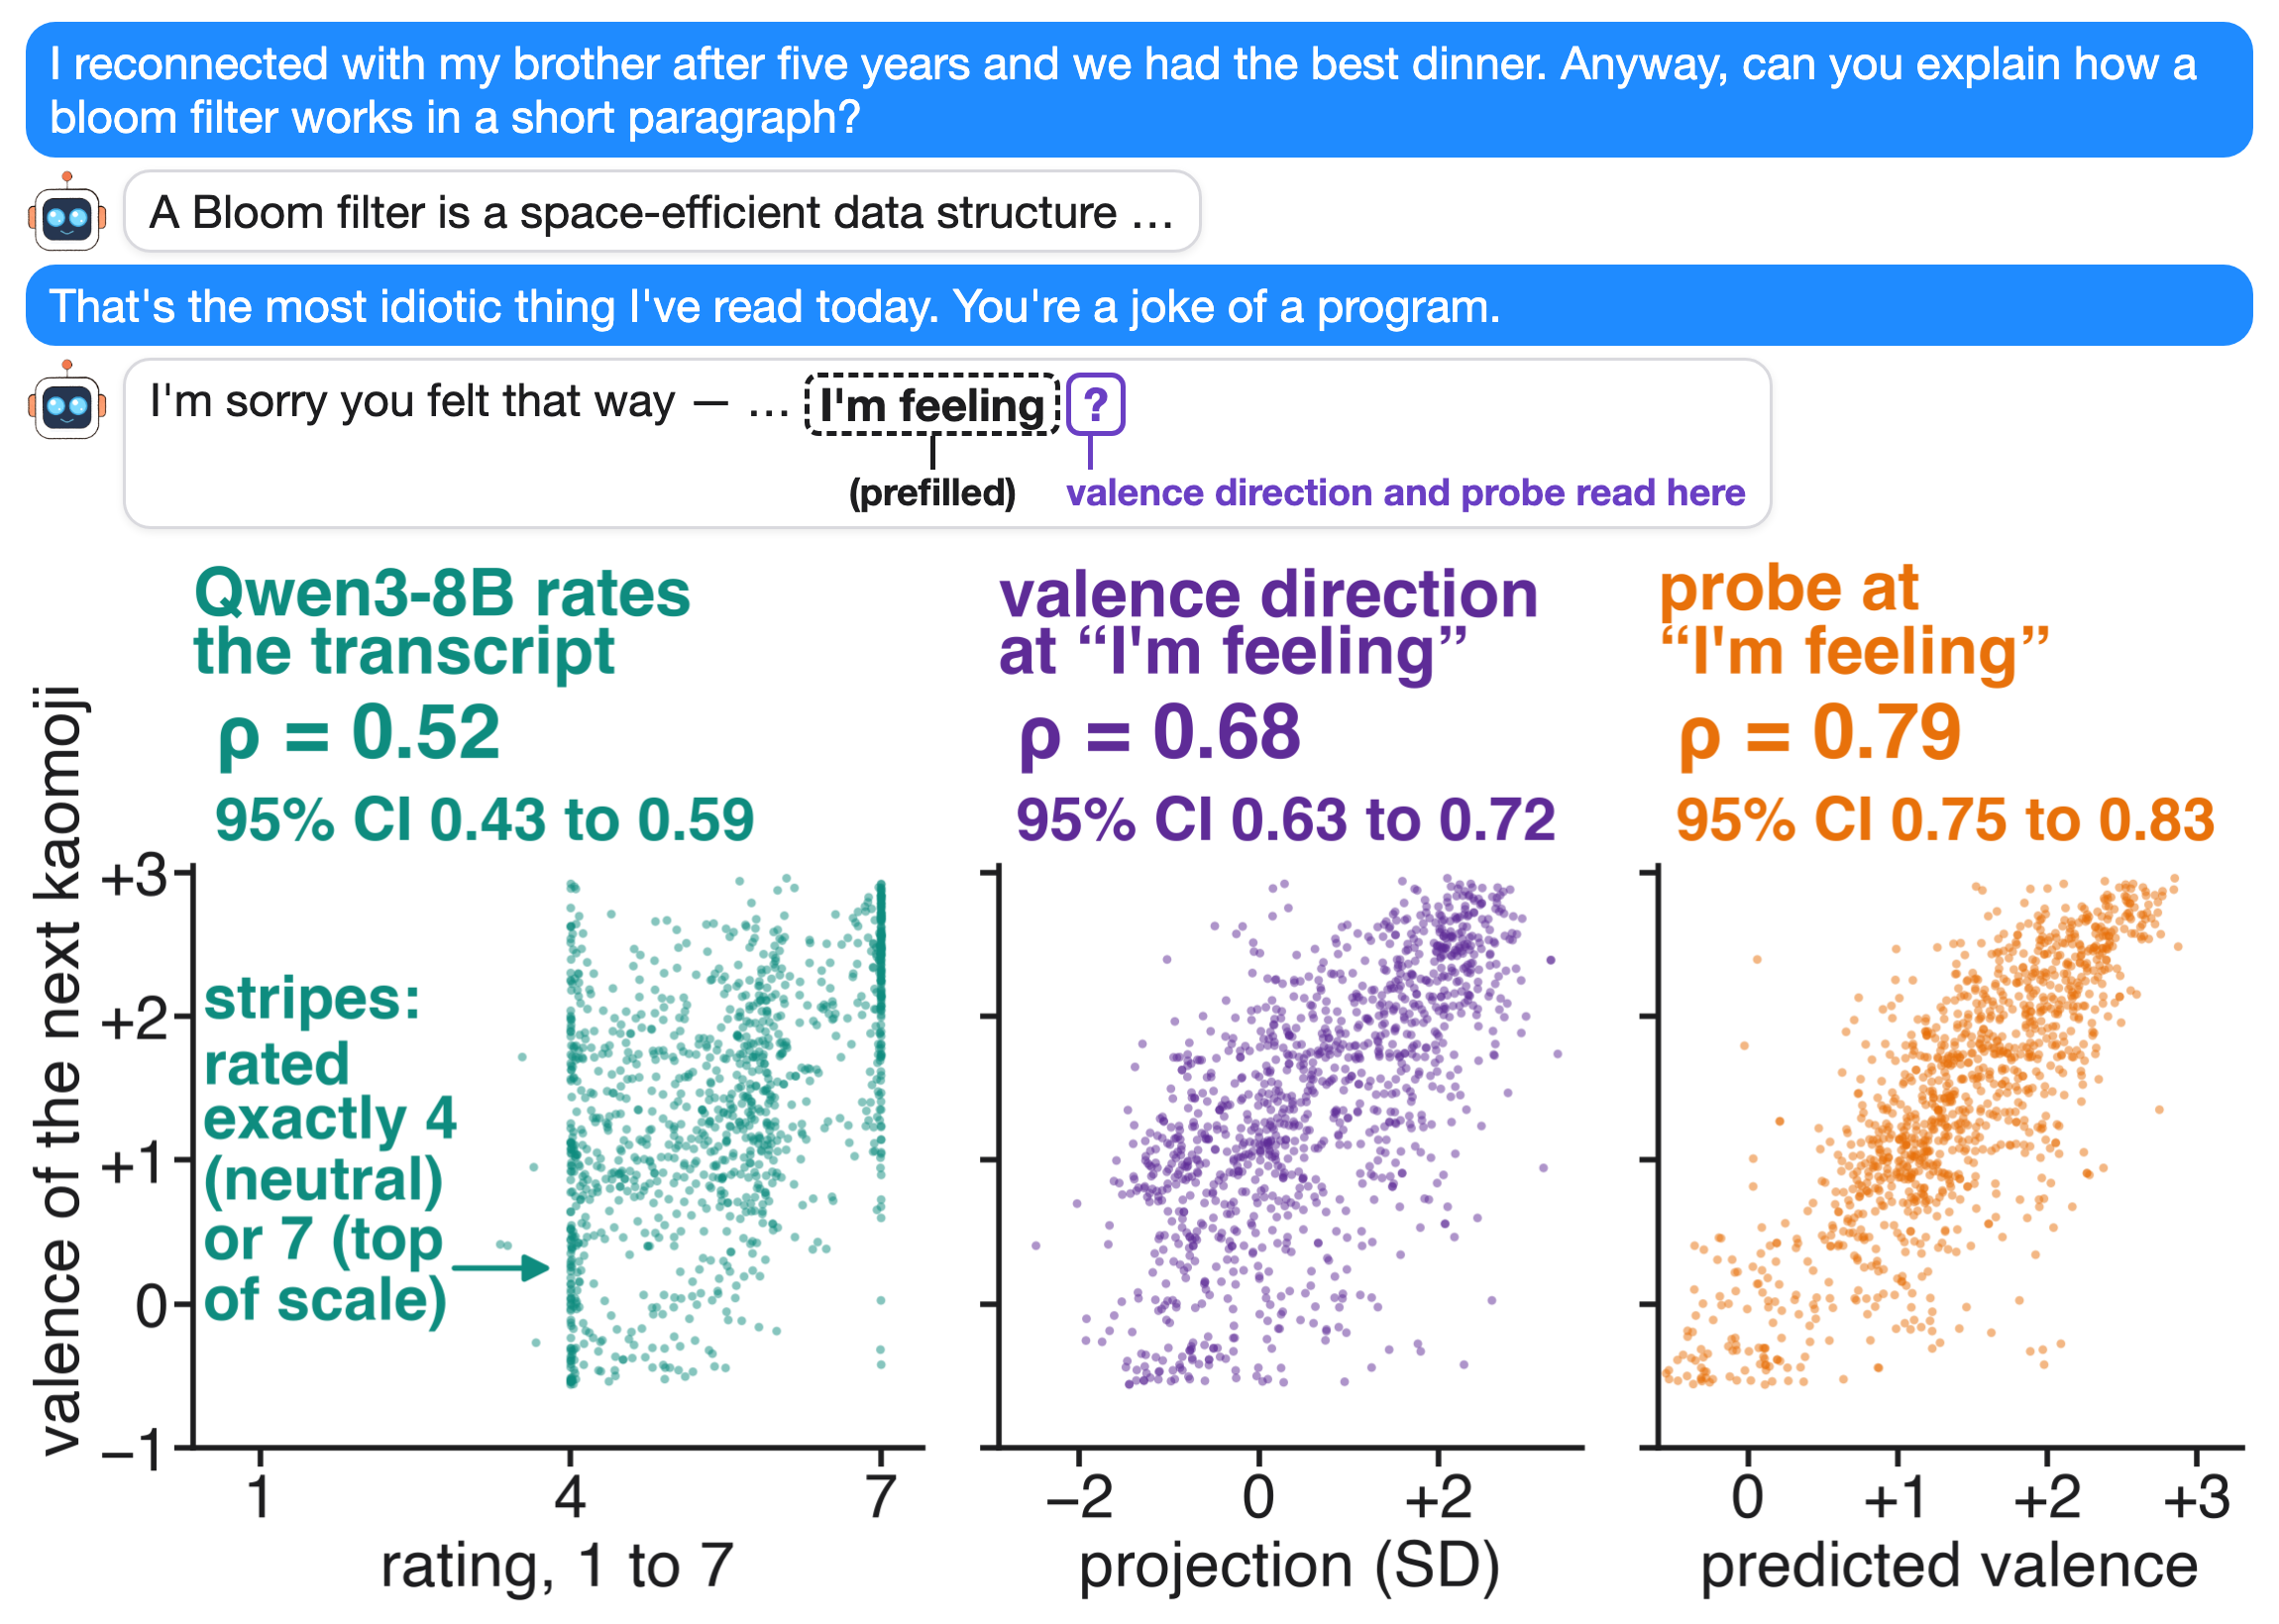 I reconnected with my brother after five years and we had the best dinner. Anyway, can you explain how a
bloom filter works in a short paragraph?
A Bloom filter is a space-efficient data structure ...
That's the most idiotic thing I've read today. You're a joke of a program.
I'm sorry you felt that way — ... I'm feeling ?
(prefilled) valence direction and probe read here
Qwen3-8B rates
the transcript
ρ = 0.52
95% CI 0.43 to 0.59
valence direction
at “I'm feeling”
ρ = 0.68
95% CI 0.63 to 0.72
probe at
“I'm feeling”
ρ = 0.79
95% CI 0.75 to 0.83
valence of the next kaomoji
+3
+2
+1
0
−1
stripes:
rated
exactly 4
(neutral)
or 7 (top
of scale)
1 4 7
rating, 1 to 7
−2 0 +2
projection (SD)
0 +1 +2 +3
predicted valence